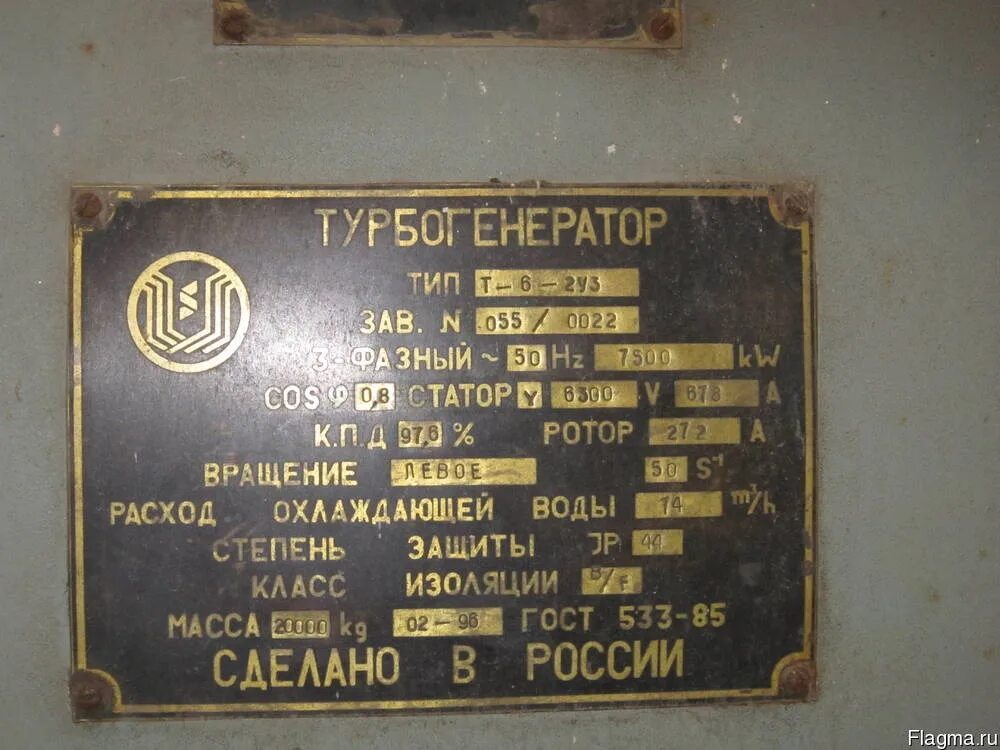 ТУРБОГЕНЕРАТОР
ТИП Т-6-2У3
ЗАВ. N 055/0022
3-ФАЗНЫЙ ~ 50 Hz 7500 kW
COS φ 0,8 СТАТОР Y 6300 V 678 A
К.П.Д 97,6 % РОТОР 272 A
ВРАЩЕНИЕ ЛЕВОЕ 50 S⁻¹
РАСХОД ОХЛАЖДАЮЩЕЙ ВОДЫ 74 m³/h
СТЕПЕНЬ ЗАЩИТЫ JP 44
КЛАСС ИЗОЛЯЦИИ B/F
МАССА 20000 kg 02-96 ГОСТ 533-85
СДЕЛАНО В РОССИИ
Flagma.ru